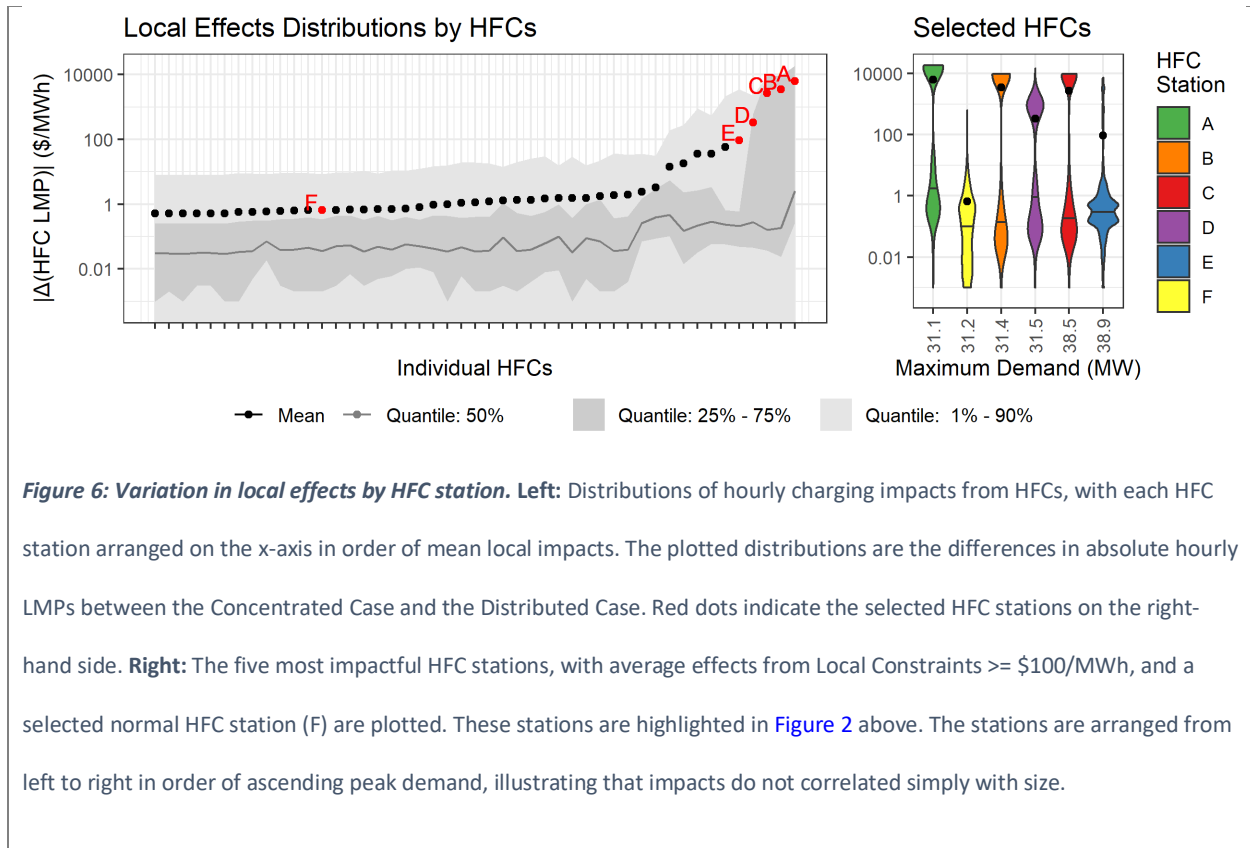 Local Effects Distributions by HFCs
|Δ(HFC LMP)| ($/MWh)
10000
100
1
0.01
F
E
D
C
B
A
Individual HFCs
Selected HFCs
10000
100
1
0.01
31.1
31.2
31.4
31.5
38.5
38.9
Maximum Demand (MW)
HFC
Station
A
B
C
D
E
F
Mean
Quantile: 50%
Quantile: 25% - 75%
Quantile: 1% - 90%
Figure 6: Variation in local effects by HFC station. Left: Distributions of hourly charging impacts from HFCs, with each HFC
station arranged on the x-axis in order of mean local impacts. The plotted distributions are the differences in absolute hourly
LMPs between the Concentrated Case and the Distributed Case. Red dots indicate the selected HFC stations on the right-
hand side. Right: The five most impactful HFC stations, with average effects from Local Constraints >= $100/MWh, and a
selected normal HFC station (F) are plotted. These stations are highlighted in Figure 2 above. The stations are arranged from
left to right in order of ascending peak demand, illustrating that impacts do not correlated simply with size.